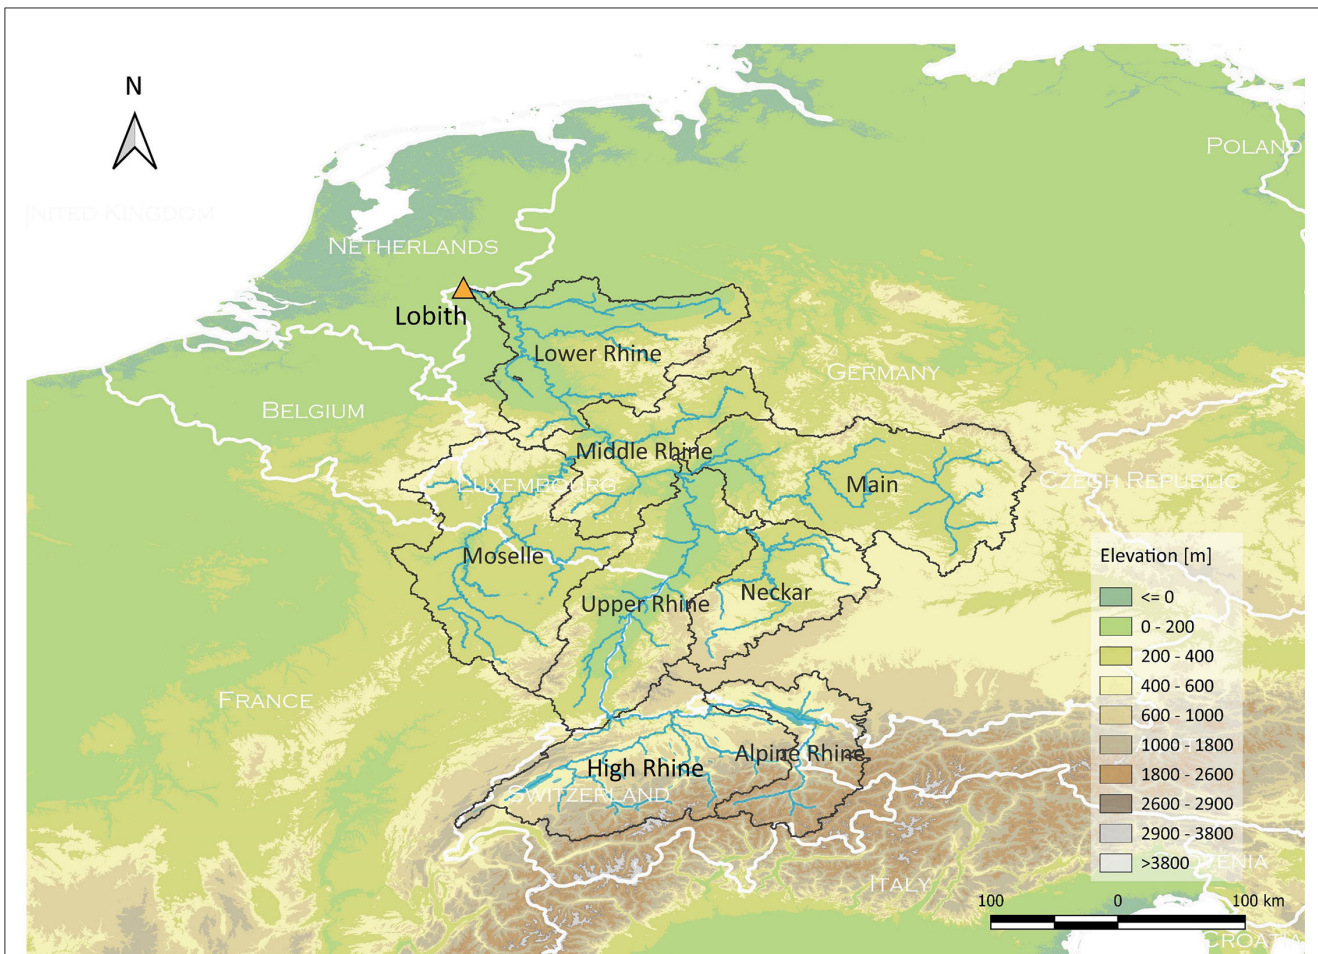 N
POLAND
UNITED KINGDOM
NETHERLANDS
Lobith
Lower Rhine
GERMANY
BELGIUM
Middle Rhine
LUXEMBOURG
Main
CZECH REPUBLIC
Moselle
Neckar
Upper Rhine
FRANCE
Alpine Rhine
High Rhine
SWITZERLAND
ITALY
Elevation [m]
<= 0
0 - 200
200 - 400
400 - 600
600 - 1000
1000 - 1800
1800 - 2600
2600 - 2900
2900 - 3800
>3800
ENIA
100 0 100 km
CROATIA